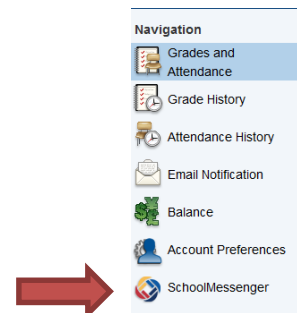 Navigation
Grades and
Attendance
Grade History
Attendance History
Email Notification
Balance
Account Preferences
SchoolMessenger